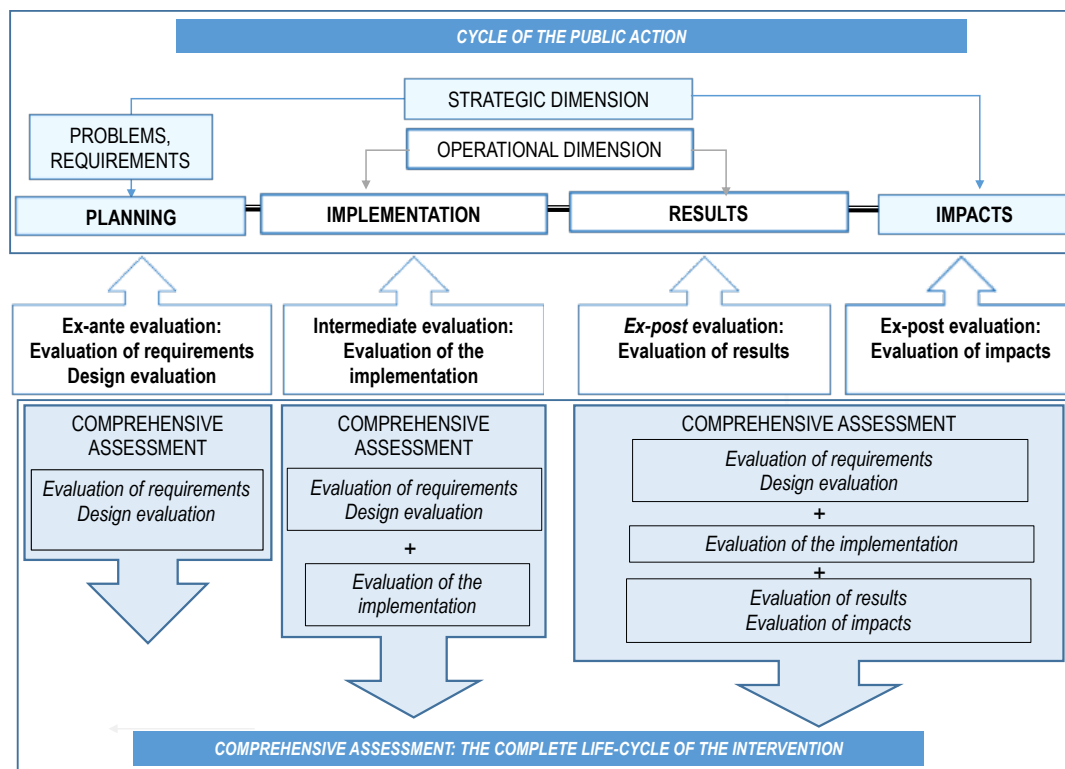 CYCLE OF THE PUBLIC ACTION
STRATEGIC DIMENSION
PROBLEMS,
REQUIREMENTS
OPERATIONAL DIMENSION
PLANNING
IMPLEMENTATION
RESULTS
IMPACTS
Ex-ante evaluation:
Evaluation of requirements
Design evaluation
Intermediate evaluation:
Evaluation of the
implementation
Ex-post evaluation:
Evaluation of results
Ex-post evaluation:
Evaluation of impacts
COMPREHENSIVE
ASSESSMENT
Evaluation of requirements
Design evaluation
COMPREHENSIVE
ASSESSMENT
Evaluation of requirements
Design evaluation
+
Evaluation of the
implementation
COMPREHENSIVE ASSESSMENT
Evaluation of requirements
Design evaluation
+
Evaluation of the implementation
+
Evaluation of results
Evaluation of impacts
COMPREHENSIVE ASSESSMENT: THE COMPLETE LIFE-CYCLE OF THE INTERVENTION